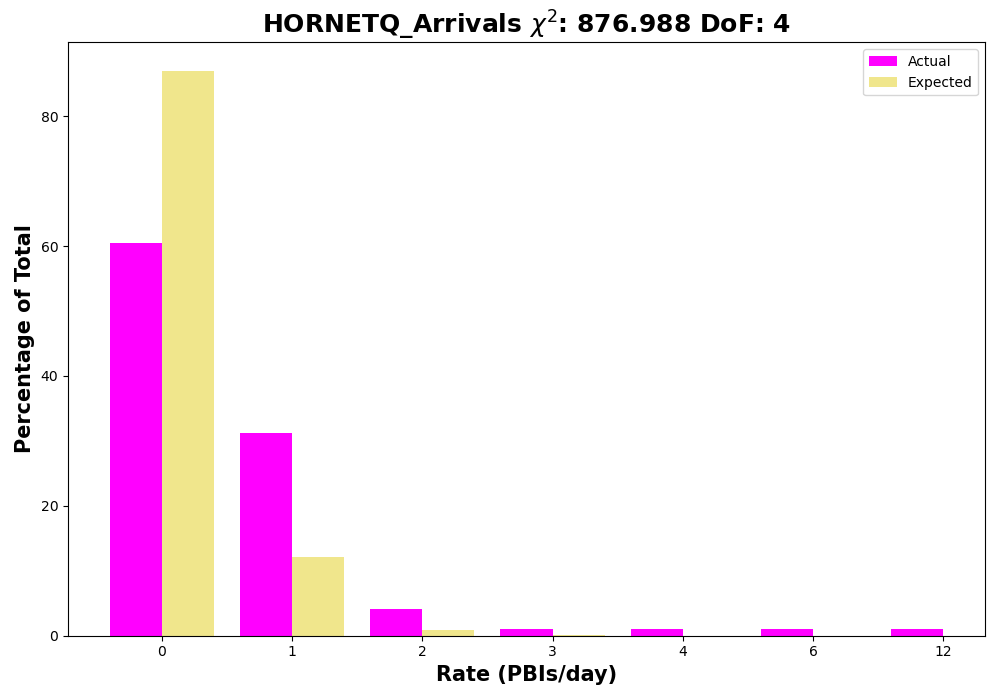 HORNETQ_Arrivals χ²: 876.988 DoF: 4
Actual
Expected
Percentage of Total
80
60
40
20
0
0 1 2 3 4 6 12
Rate (PBIs/day)